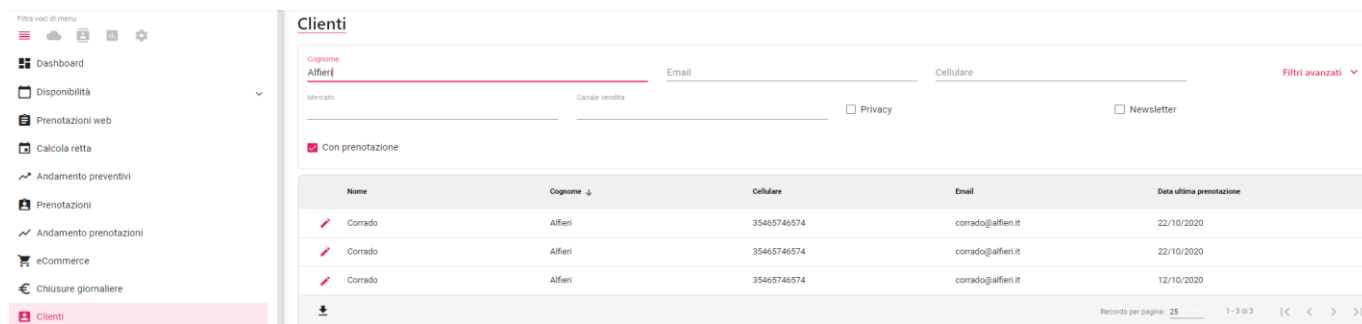 Filtra voci di menu
Dashboard
Disponibilità
Prenotazioni web
Calcola retta
Andamento preventivi
Prenotazioni
Andamento prenotazioni
eCommerce
Chiusure giornaliere
Clienti
Clienti
Cognome
Alfieri
Email
Cellulare
Filtri avanzati
Mercato
Canale vendita
Privacy
Newsletter
Con prenotazione
Nome Cognome Cellulare Email Data ultima prenotazione
Corrado Alfieri 35465746574 corrado@alfieri.it 22/10/2020
Corrado Alfieri 35465746574 corrado@alfieri.it 22/10/2020
Corrado Alfieri 35465746574 corrado@alfieri.it 12/10/2020
Records per pagina: 25 1 - 3 di 3